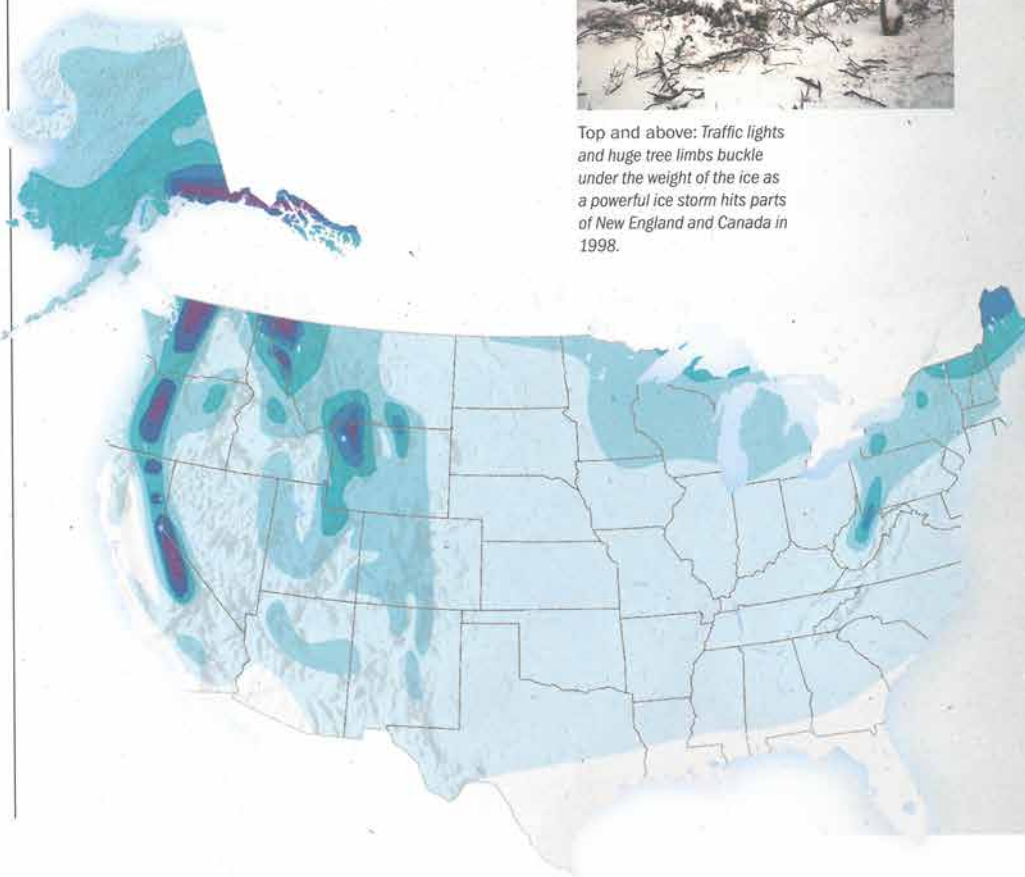 Top and above: Traffic lights
and huge tree limbs buckle
under the weight of the ice as
a powerful ice storm hits parts
of New England and Canada in
1998.